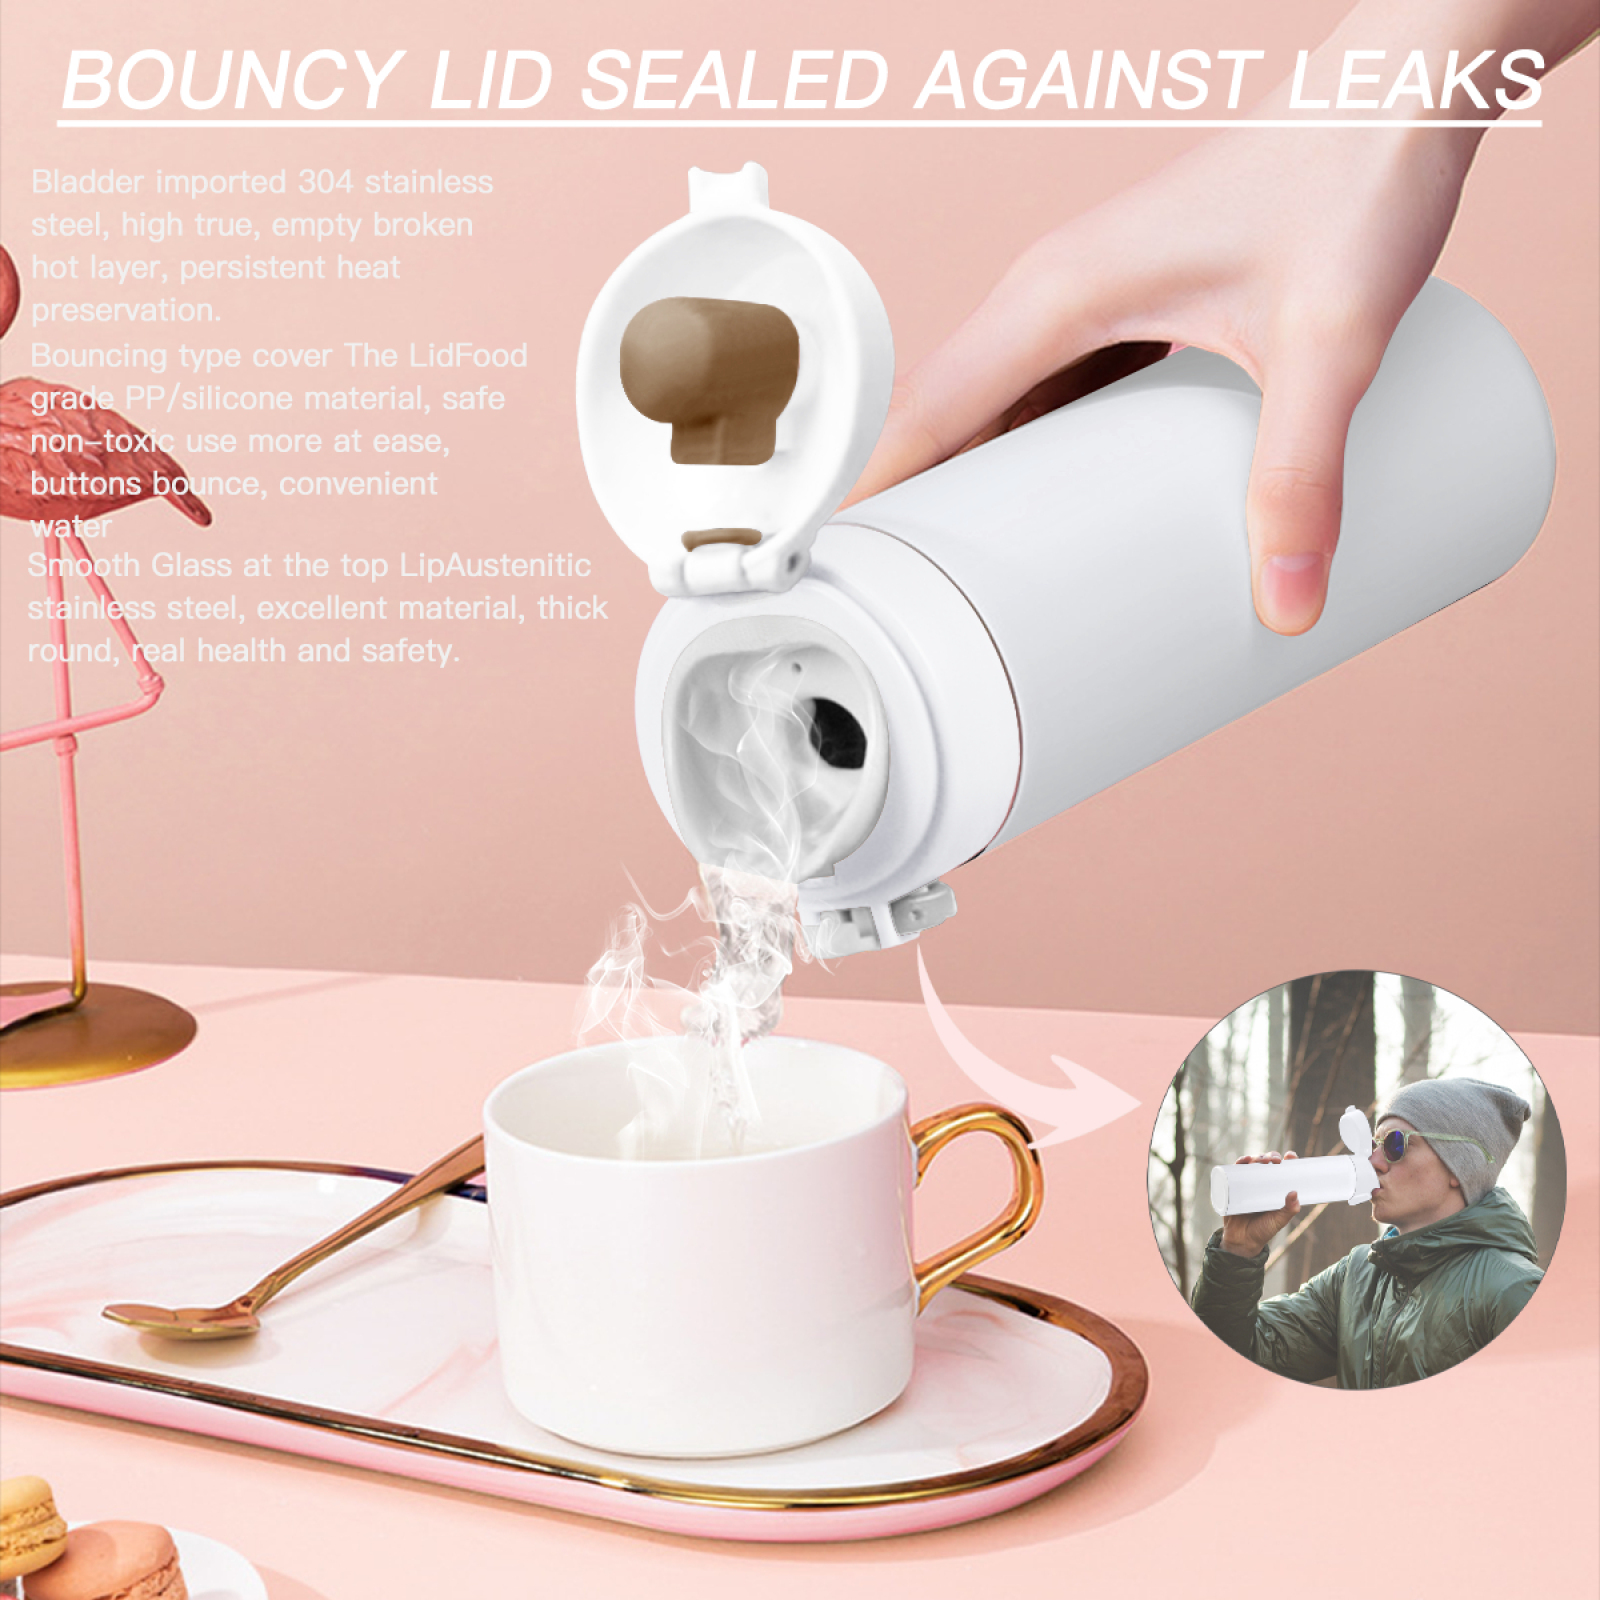 BOUNCY LID SEALED AGAINST LEAKS
Bladder imported 304 stainless
steel, high true, empty broken
hot layer, persistent heat
preservation.
Bouncing type cover The LidFood
grade PP/silicone material, safe
non-toxic use more at ease,
buttons bounce, convenient
water
Smooth Glass at the top LipAustenitic
stainless steel, excellent material, thick
round, real health and safety.